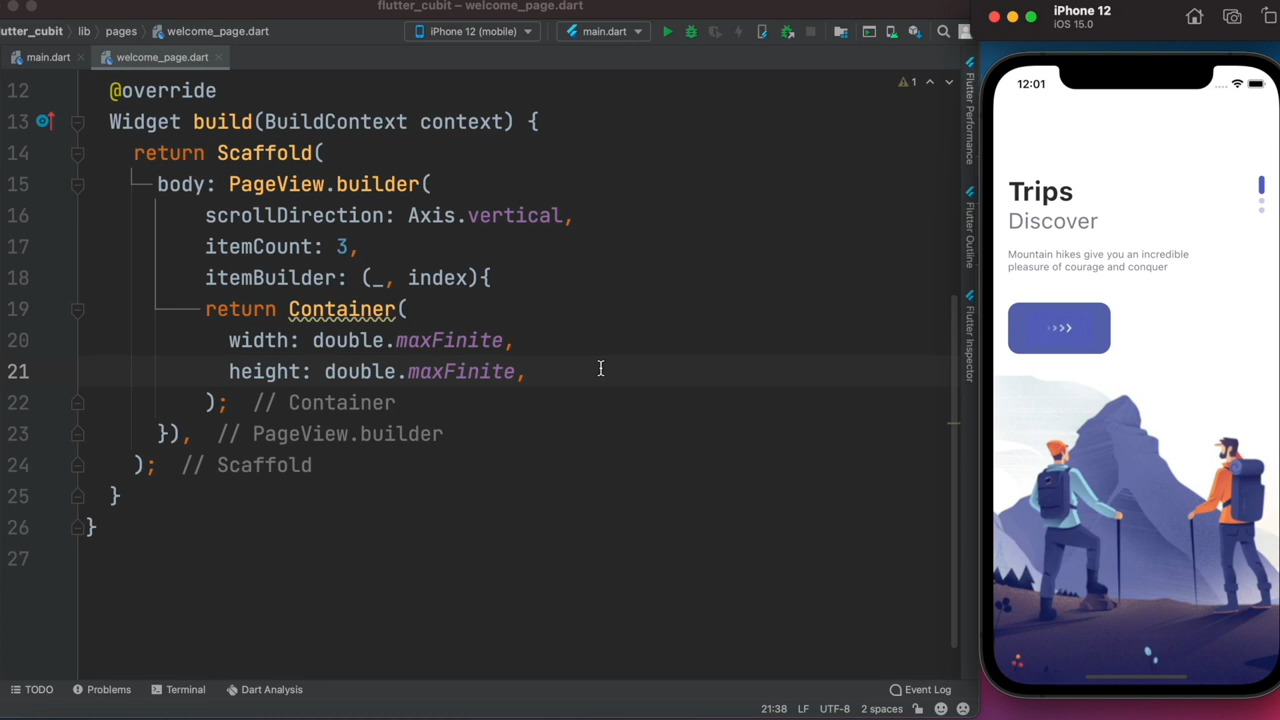 flutter_cubit – welcome_page.dart
utter_cubit lib pages welcome_page.dart iPhone 12 (mobile) main.dart
main.dart welcome_page.dart
12 @override
13 Widget build(BuildContext context) {
14 return Scaffold(
15 body: PageView.builder(
16 scrollDirection: Axis.vertical,
17 itemCount: 3,
18 itemBuilder: (_, index){
19 return Container(
20 width: double.maxFinite,
21 height: double.maxFinite,
22 ); // Container
23 }), // PageView.builder
24 ); // Scaffold
25 }
26 }
27
1
Flutter Performance
Flutter Outline
Flutter Inspector
TODO Problems Terminal Dart Analysis Event Log
21:38 LF UTF-8 2 spaces
iPhone 12
iOS 15.0
12:01
Trips
Discover
Mountain hikes give you an incredible
pleasure of courage and conquer